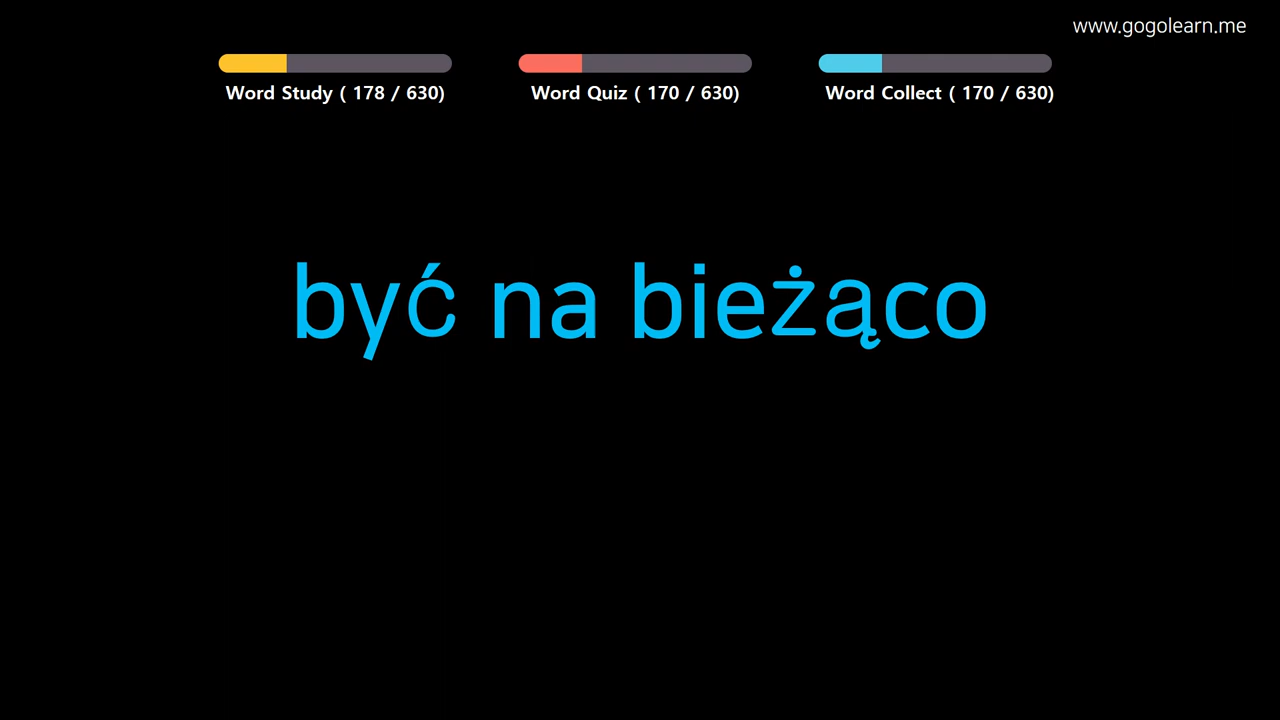 www.gogolearn.me
Word Study ( 178 / 630)
Word Quiz ( 170 / 630)
Word Collect ( 170 / 630)
być na bieżąco